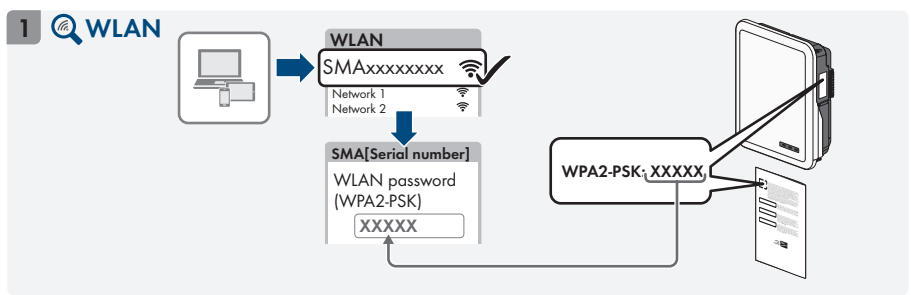 1 WLAN
WLAN
SMAxxxxxxxx
Network 1
Network 2
SMA[Serial number]
WLAN password
(WPA2-PSK)
XXXXX
WPA2-PSK: XXXXX